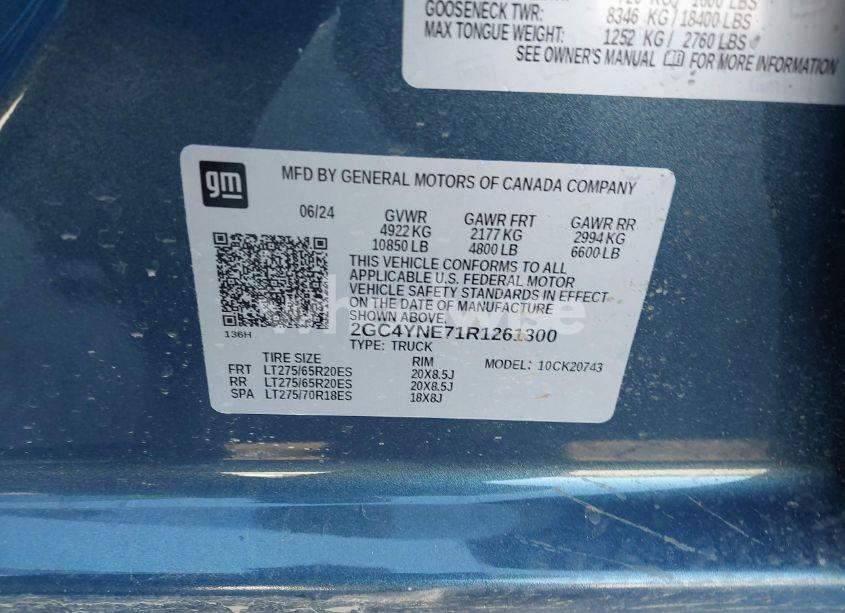 1600 LBS
GOOSENECK TWR: 8346 KG / 18400 LBS
MAX TONGUE WEIGHT: 1252 KG / 2760 LBS
SEE OWNER'S MANUAL FOR MORE INFORMATION
gm
MFD BY GENERAL MOTORS OF CANADA COMPANY
06/24 GVWR GAWR FRT GAWR RR
4922 KG 2177 KG 2994 KG
10850 LB 4800 LB 6600 LB
THIS VEHICLE CONFORMS TO ALL
APPLICABLE U.S. FEDERAL MOTOR
VEHICLE SAFETY STANDARDS IN EFFECT
ON THE DATE OF MANUFACTURE
SHOWN ABOVE.
136H 2GC4YNE71R1261300
TYPE: TRUCK MODEL: 10CK20743
TIRE SIZE RIM
FRT LT275/65R20ES 20X8.5J
RR LT275/65R20ES 20X8.5J
SPA LT275/70R18ES 18X8J